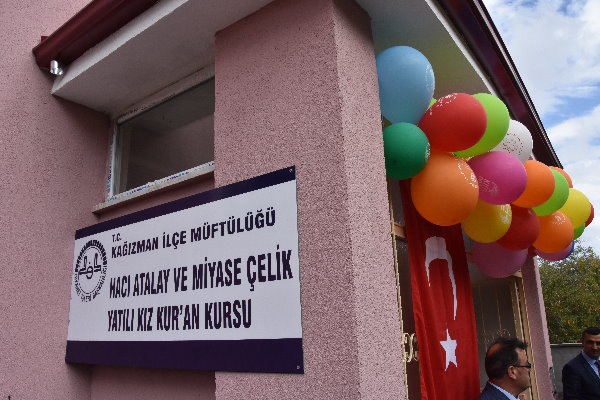 T.C.
KAĞIZMAN İLÇE MÜFTÜLÜĞÜ
HACI ATALAY VE MİYASE ÇELİK
YATILI KIZ KUR'AN KURSU